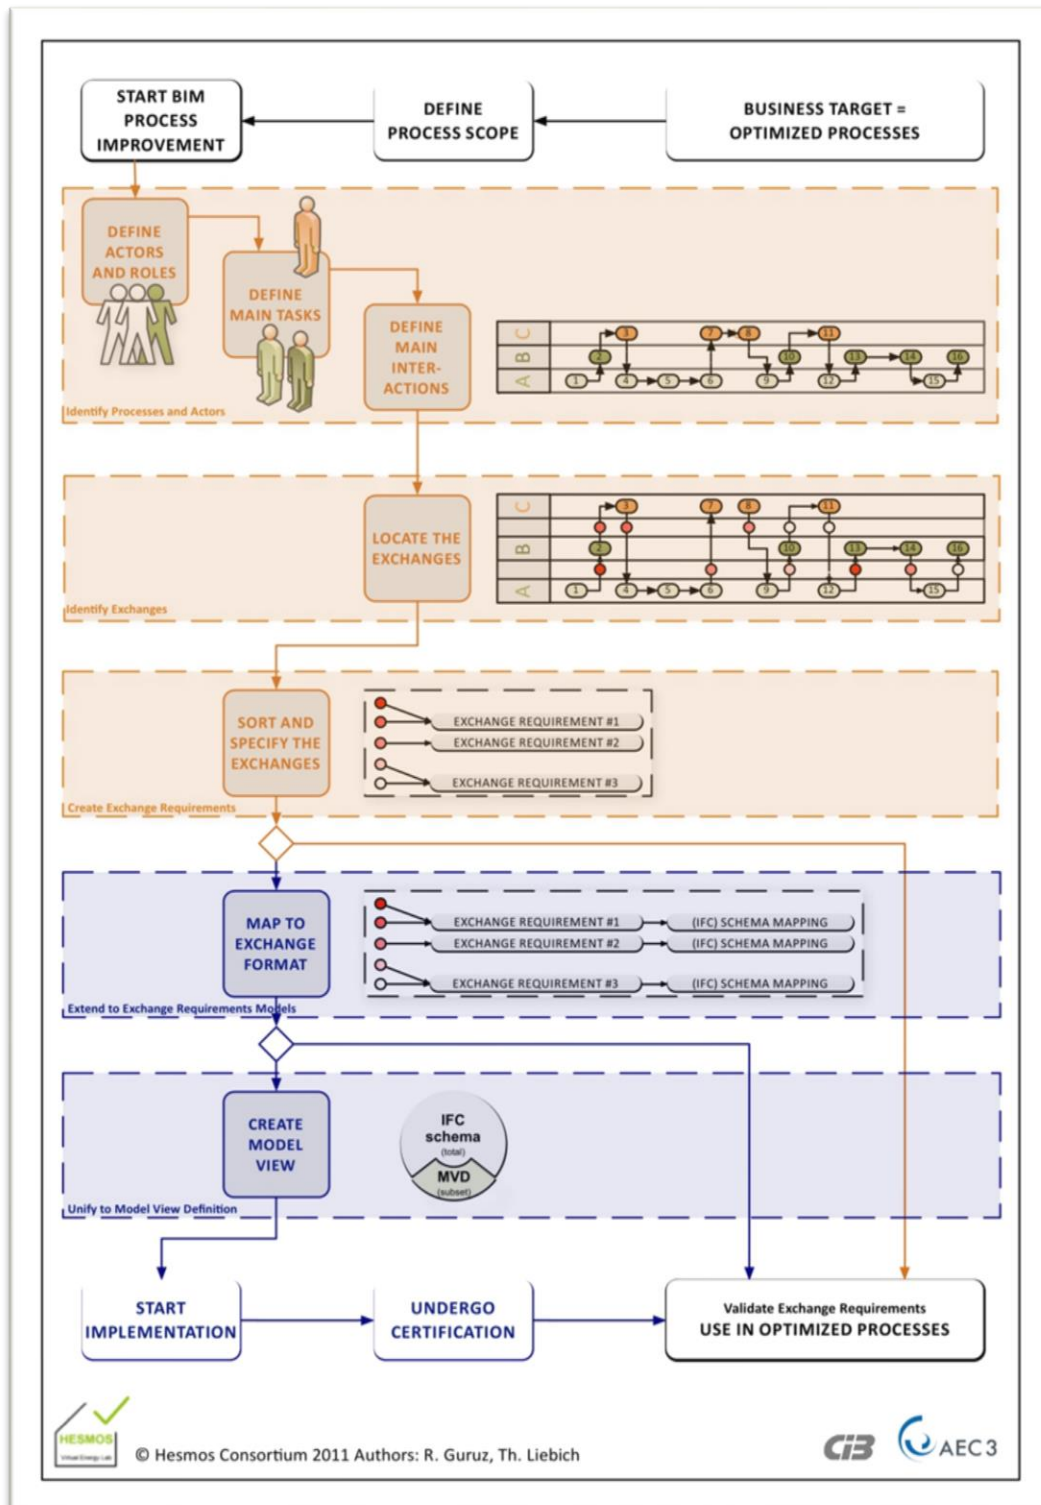 START BIM
PROCESS
IMPROVEMENT
DEFINE
PROCESS SCOPE
BUSINESS TARGET =
OPTIMIZED PROCESSES
DEFINE
ACTORS
AND ROLES
DEFINE
MAIN TASKS
DEFINE
MAIN
INTER-
ACTIONS
C
3
7
8
11
B
2
10
13
14
16
A
1
4
5
6
9
12
15
Identify Processes and Actors
LOCATE THE
EXCHANGES
C
3
7
8
11
B
2
10
13
14
16
A
1
4
5
6
9
12
15
Identify Exchanges
SORT AND
SPECIFY THE
EXCHANGES
EXCHANGE REQUIREMENT #1
EXCHANGE REQUIREMENT #2
EXCHANGE REQUIREMENT #3
Create Exchange Requirements
MAP TO
EXCHANGE
FORMAT
EXCHANGE REQUIREMENT #1 (IFC) SCHEMA MAPPING
EXCHANGE REQUIREMENT #2 (IFC) SCHEMA MAPPING
EXCHANGE REQUIREMENT #3 (IFC) SCHEMA MAPPING
Extend to Exchange Requirements Models
CREATE
MODEL
VIEW
IFC
schema
(total)
MVD
(subset)
Unify to Model View Definition
START
IMPLEMENTATION
UNDERGO
CERTIFICATION
Validate Exchange Requirements
USE IN OPTIMIZED PROCESSES
HESMOS
Virtual Energy Lab
© Hesmos Consortium 2011 Authors: R. Guruz, Th. Liebich
CiB
AEC3